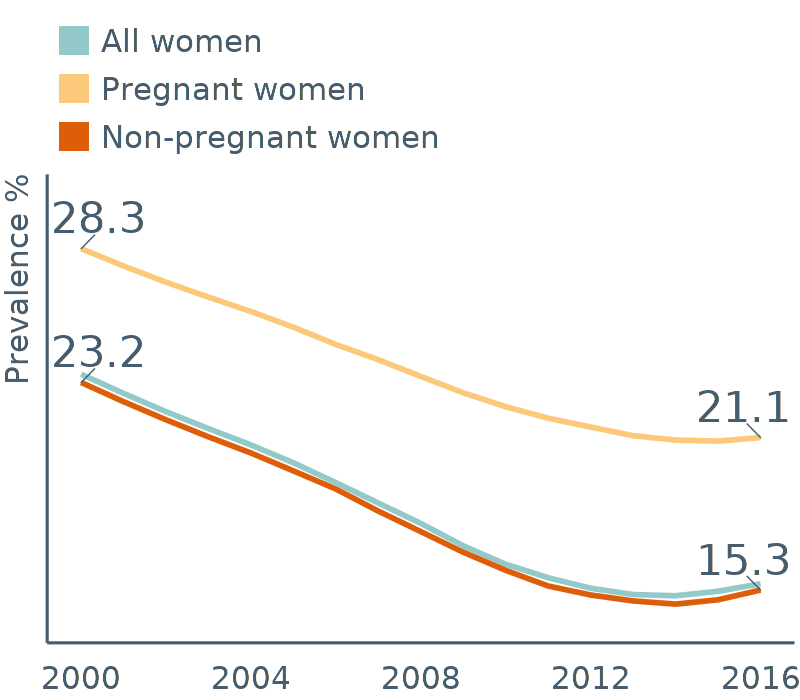 All women
Pregnant women
Non-pregnant women
Prevalence %
28.3
23.2
21.1
15.3
2000 2004 2008 2012 2016